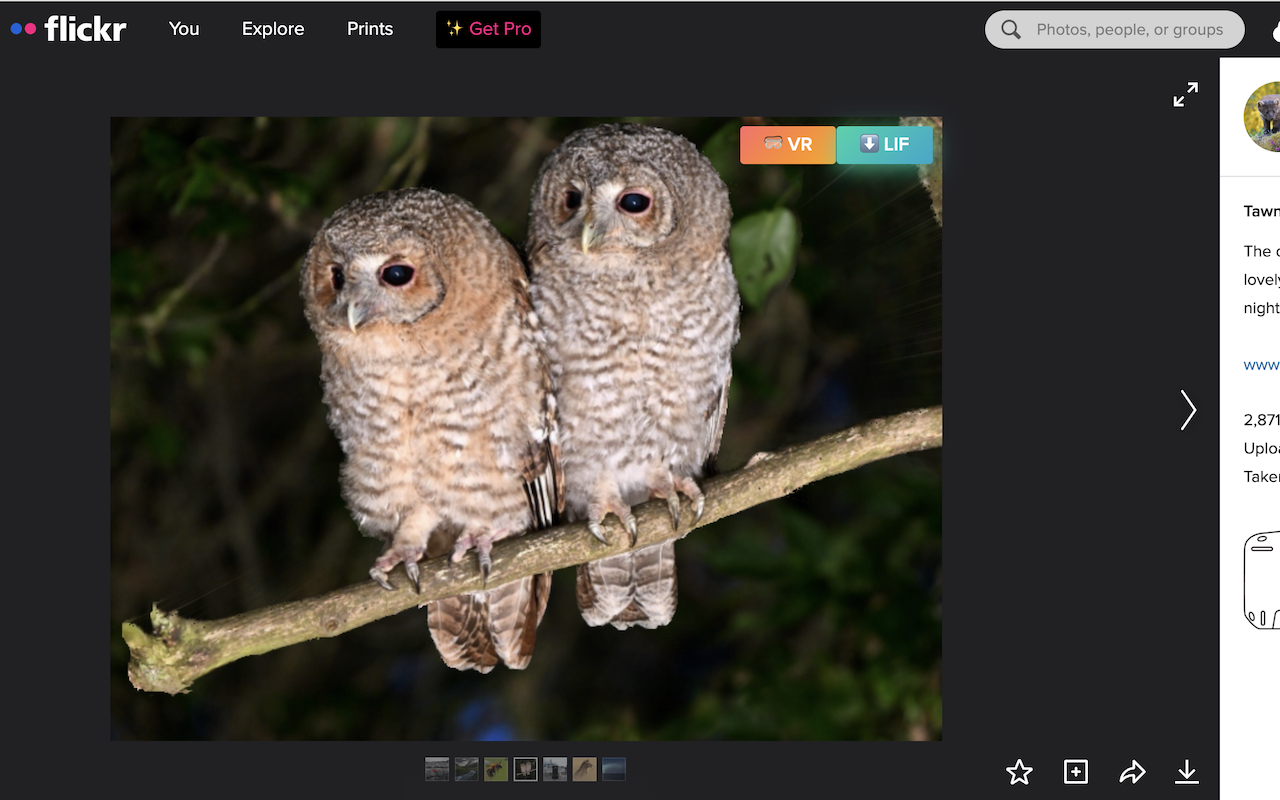 flickr You Explore Prints ✨ Get Pro Photos, people, or groups
VR LIF
Tawn
The
lovely
night
www
2,871
Uploa
Taken